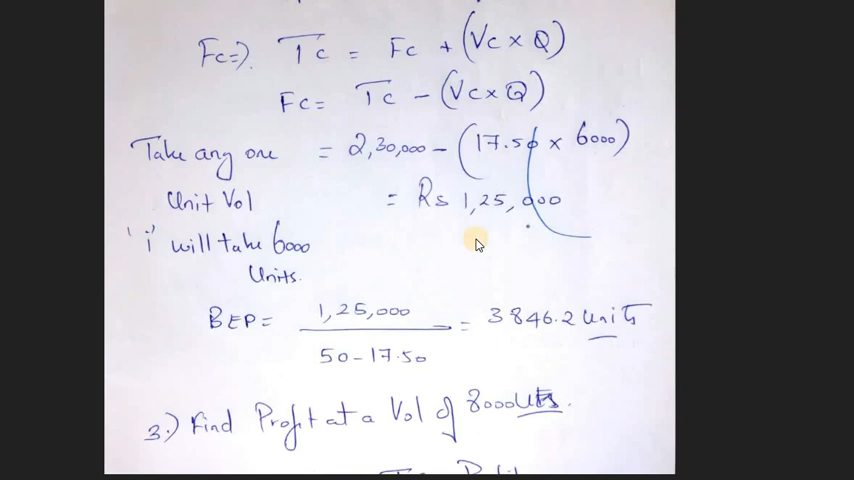 Fc=). Tc = Fc + (Vc x Q)
Fc = Tc - (Vc x Q)
Take any one = 2,30,000 - (17.50 x 6000)
Unit Vol = Rs 1,25,000
'i' will take 6000
Units.
BEP = 1,25,000 / 50-17.50 = 3846.2 Units
3.) Find Profit at a Vol of 8000 Uts.